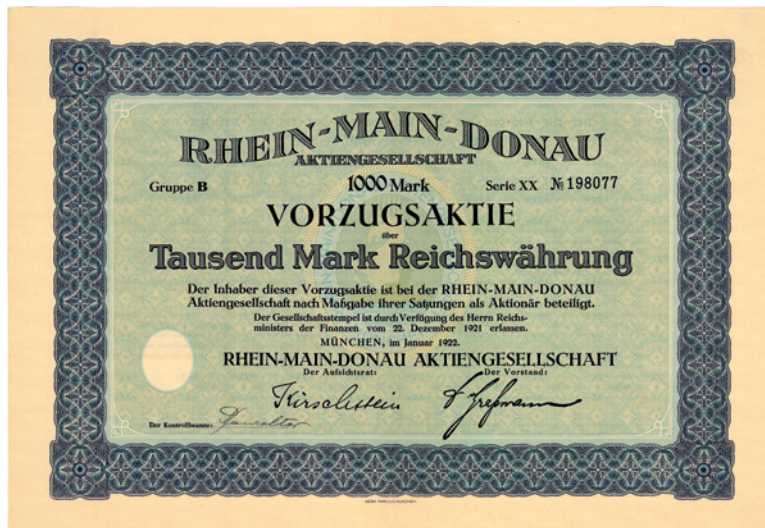 RHEIN-MAIN-DONAU
AKTIENGESELLSCHAFT
Gruppe B 1000 Mark Serie XX № 198077
VORZUGSAKTIE
über
Tausend Mark Reichswährung
Der Inhaber dieser Vorzugsaktie ist bei der RHEIN-MAIN-DONAU
Aktiengesellschaft nach Maßgabe ihrer Satzungen als Aktionär beteiligt.
Der Gesellschaftsstempel ist durch Verfügung des Herrn Reichs-
ministers der Finanzen vom 22. Dezember 1921 erlassen.
MÜNCHEN, im Januar 1922.
RHEIN-MAIN-DONAU AKTIENGESELLSCHAFT
Der Aufsichtsrat: Der Vorstand:
Kirschstein
Der Kontrollbeamte: